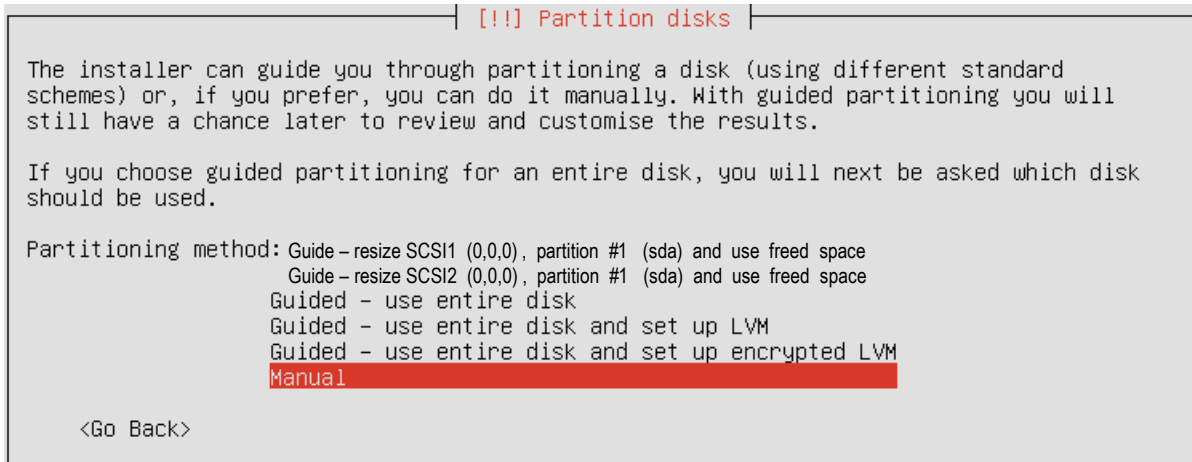 [!!] Partition disks
The installer can guide you through partitioning a disk (using different standard
schemes) or, if you prefer, you can do it manually. With guided partitioning you will
still have a chance later to review and customise the results.
If you choose guided partitioning for an entire disk, you will next be asked which disk
should be used.
Partitioning method: Guide – resize SCSI1 (0,0,0) , partition #1 (sda) and use freed space
Guide – resize SCSI2 (0,0,0) , partition #1 (sda) and use freed space
Guided - use entire disk
Guided - use entire disk and set up LVM
Guided - use entire disk and set up encrypted LVM
Manual
<Go Back>